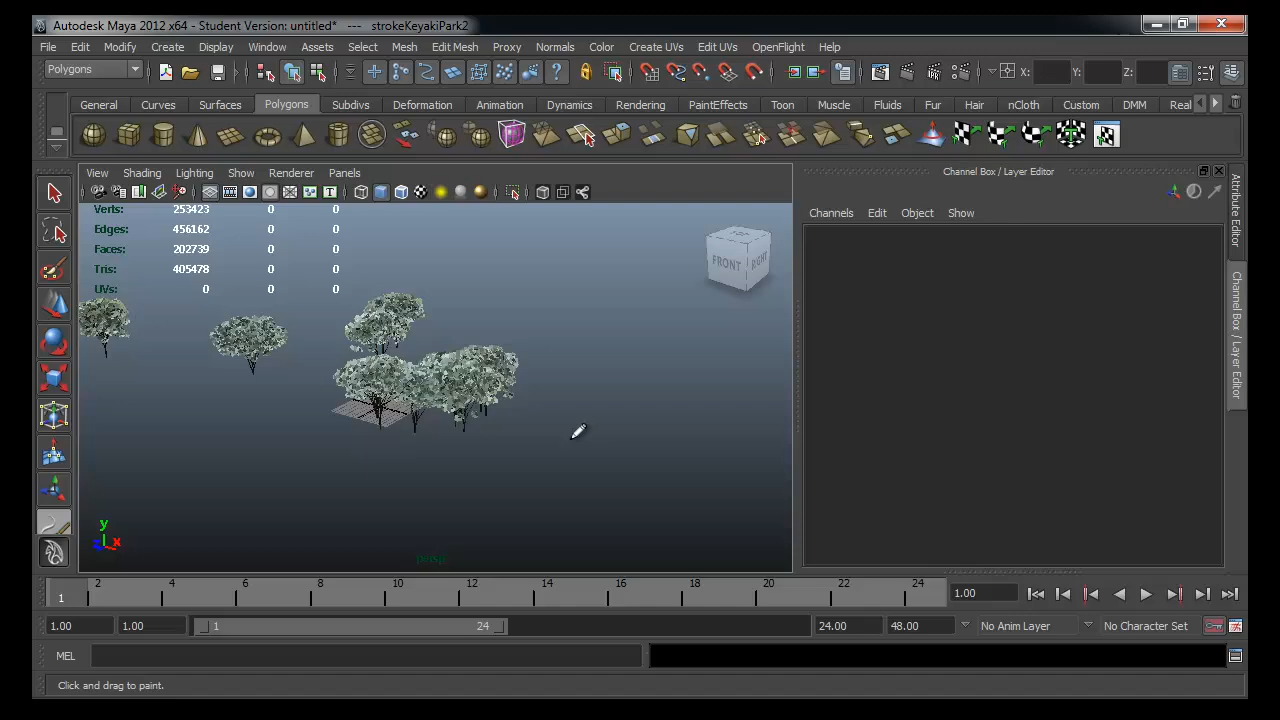 Autodesk Maya 2012 x64 - Student Version: untitled* --- strokeKeyakiPark2
File Edit Modify Create Display Window Assets Select Mesh Edit Mesh Proxy Normals Color Create UVs Edit UVs OpenFlight Help
Polygons X: Y: Z:
General Curves Surfaces Polygons Subdivs Deformation Animation Dynamics Rendering PaintEffects Toon Muscle Fluids Fur Hair nCloth Custom DMM Real
View Shading Lighting Show Renderer Panels
Channel Box / Layer Editor
Channels Edit Object Show
Verts: 253423 0 0
Edges: 456162 0 0
Faces: 202739 0 0
Tris: 405478 0 0
UVs: 0 0 0
FRONT RIGHT
Attribute Editor
Channel Box / Layer Editor
y
x
persp
2 4 6 8 10 12 14 16 18 20 22 24
1 1.00
1.00 1.00 1 24 24.00 48.00 No Anim Layer No Character Set
MEL
Click and drag to paint.